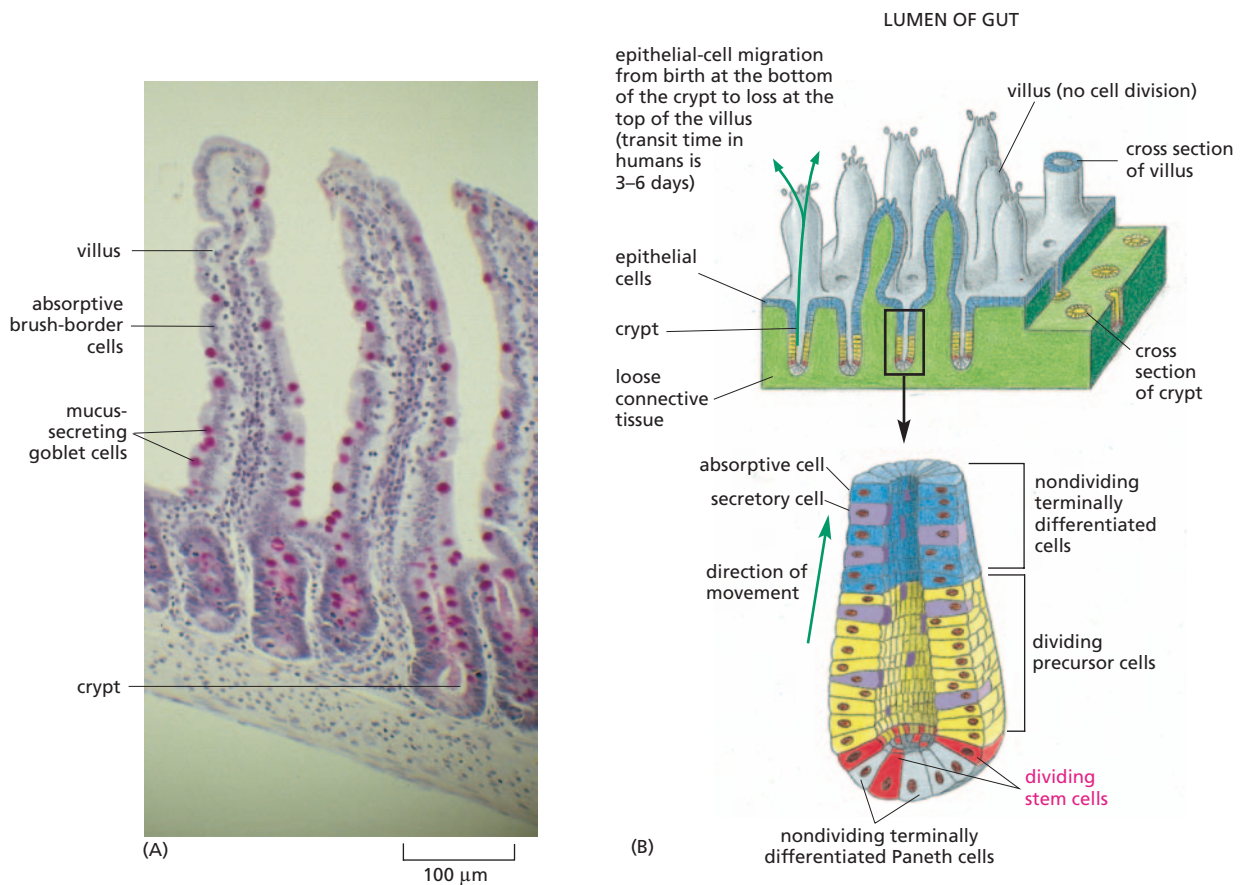 LUMEN OF GUT
epithelial-cell migration
from birth at the bottom
of the crypt to loss at the
top of the villus
(transit time in
humans is
3–6 days)
villus (no cell division)
cross section
of villus
epithelial
cells
crypt
loose
connective
tissue
cross
section
of crypt
villus
absorptive
brush-border
cells
mucus-
secreting
goblet cells
crypt
(A)
100 μm
absorptive cell
secretory cell
direction of
movement
nondividing
terminally
differentiated
cells
dividing
precursor cells
dividing
stem cells
nondividing terminally
differentiated Paneth cells
(B)